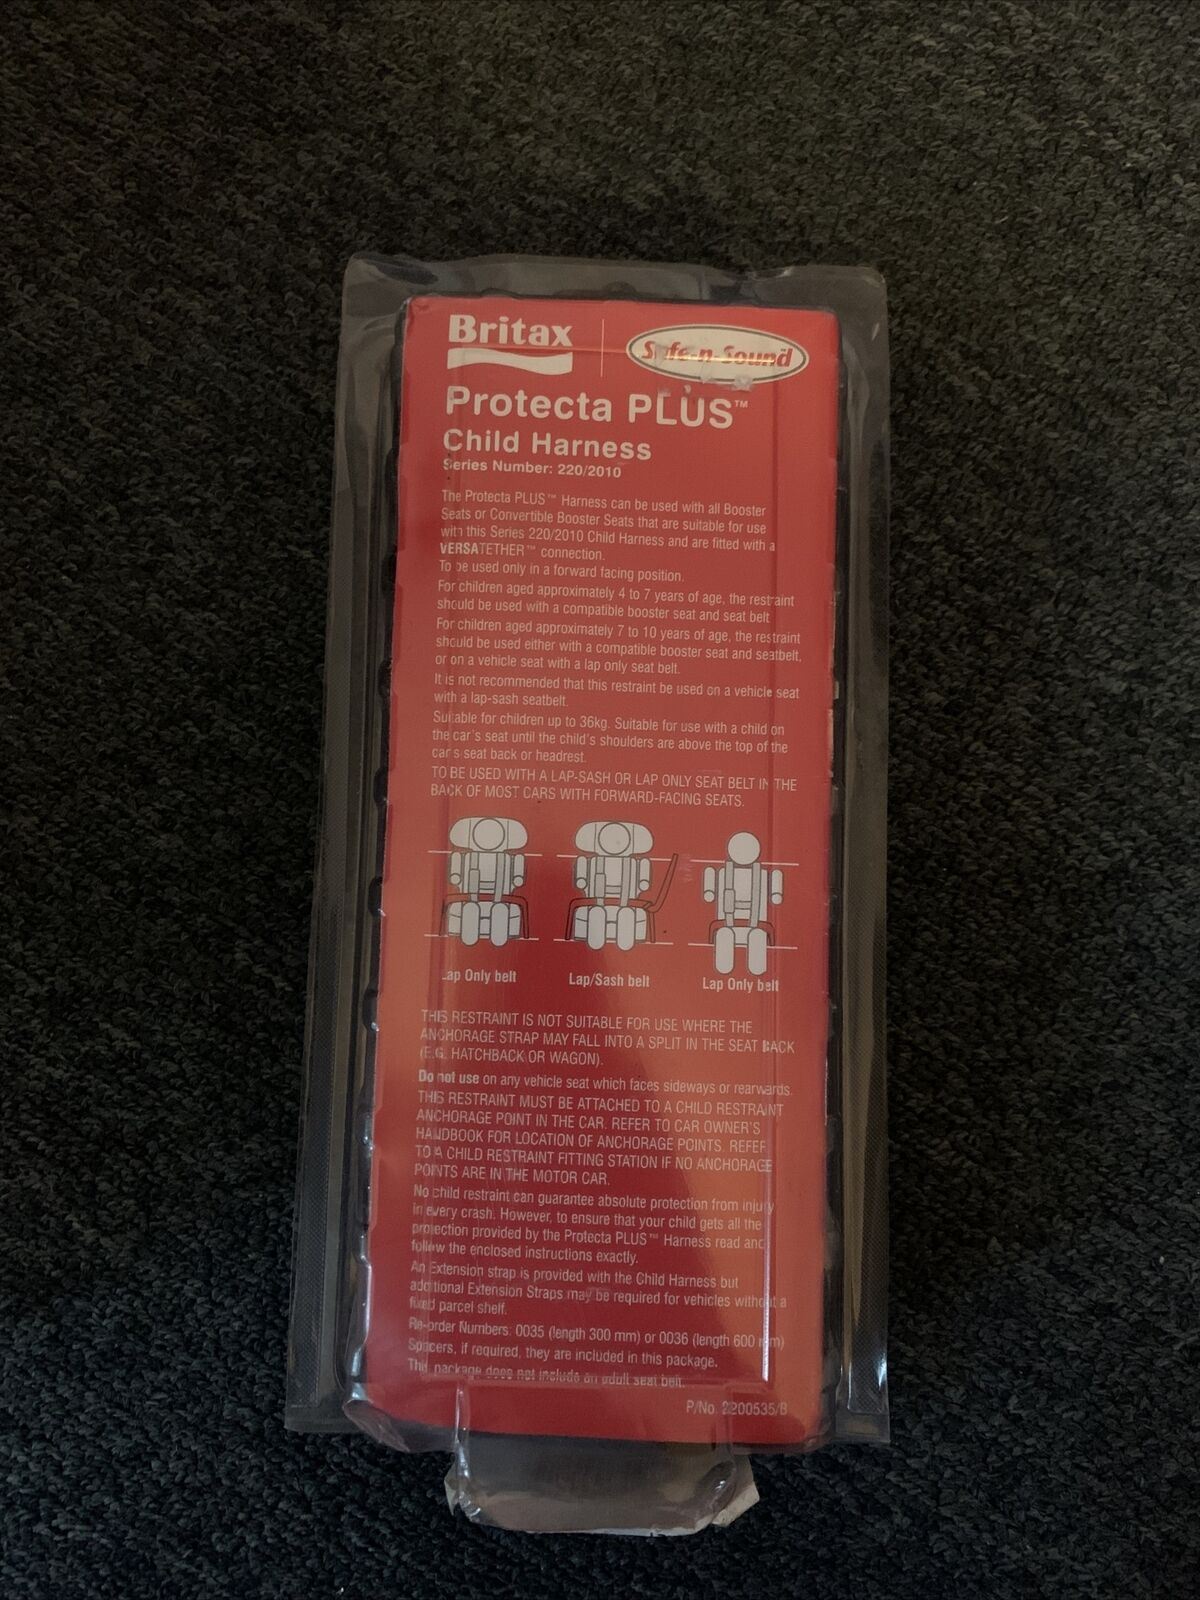 Britax
Safe-n-Sound
Protecta PLUS™
Child Harness
Series Number: 220/2010
The Protecta PLUS™ Harness can be used with all Booster
Seats or Convertible Booster Seats that are suitable for use
with this Series 220/2010 Child Harness and are fitted with a
VERSATETHER™ connection.
To be used only in a forward facing position.
For children aged approximately 4 to 7 years of age, the restraint
should be used with a compatible booster seat and seat belt
For children aged approximately 7 to 10 years of age, the restraint
should be used either with a compatible booster seat and seatbelt,
or on a vehicle seat with a lap only seat belt.
It is not recommended that this restraint be used on a vehicle seat
with a lap-sash seatbelt.
Suitable for children up to 36kg. Suitable for use with a child on
the car's seat until the child's shoulders are above the top of the
car's seat back or headrest.
TO BE USED WITH A LAP-SASH OR LAP ONLY SEAT BELT IN THE
BACK OF MOST CARS WITH FORWARD-FACING SEATS.
Lap Only belt
Lap/Sash belt
Lap Only belt
THIS RESTRAINT IS NOT SUITABLE FOR USE WHERE THE
ANCHORAGE STRAP MAY FALL INTO A SPLIT IN THE SEAT BACK
(E.G. HATCHBACK OR WAGON).
Do not use on any vehicle seat which faces sideways or rearwards.
THIS RESTRAINT MUST BE ATTACHED TO A CHILD RESTRAINT
ANCHORAGE POINT IN THE CAR. REFER TO CAR OWNER'S
HANDBOOK FOR LOCATION OF ANCHORAGE POINTS. REFER
TO A CHILD RESTRAINT FITTING STATION IF NO ANCHORAGE
POINTS ARE IN THE MOTOR CAR.
No child restraint can guarantee absolute protection from injury
in every crash. However, to ensure that your child gets all the
protection provided by the Protecta PLUS™ Harness read and
follow the enclosed instructions exactly.
An Extension strap is provided with the Child Harness but
additional Extension Straps may be required for vehicles without a
fixed parcel shelf.
Re-order Numbers: 0035 (length 300 mm) or 0036 (length 600 mm)
Spacers, if required, they are included in this package.
This package does not include an adult seat belt.
P/No. 2200535/B